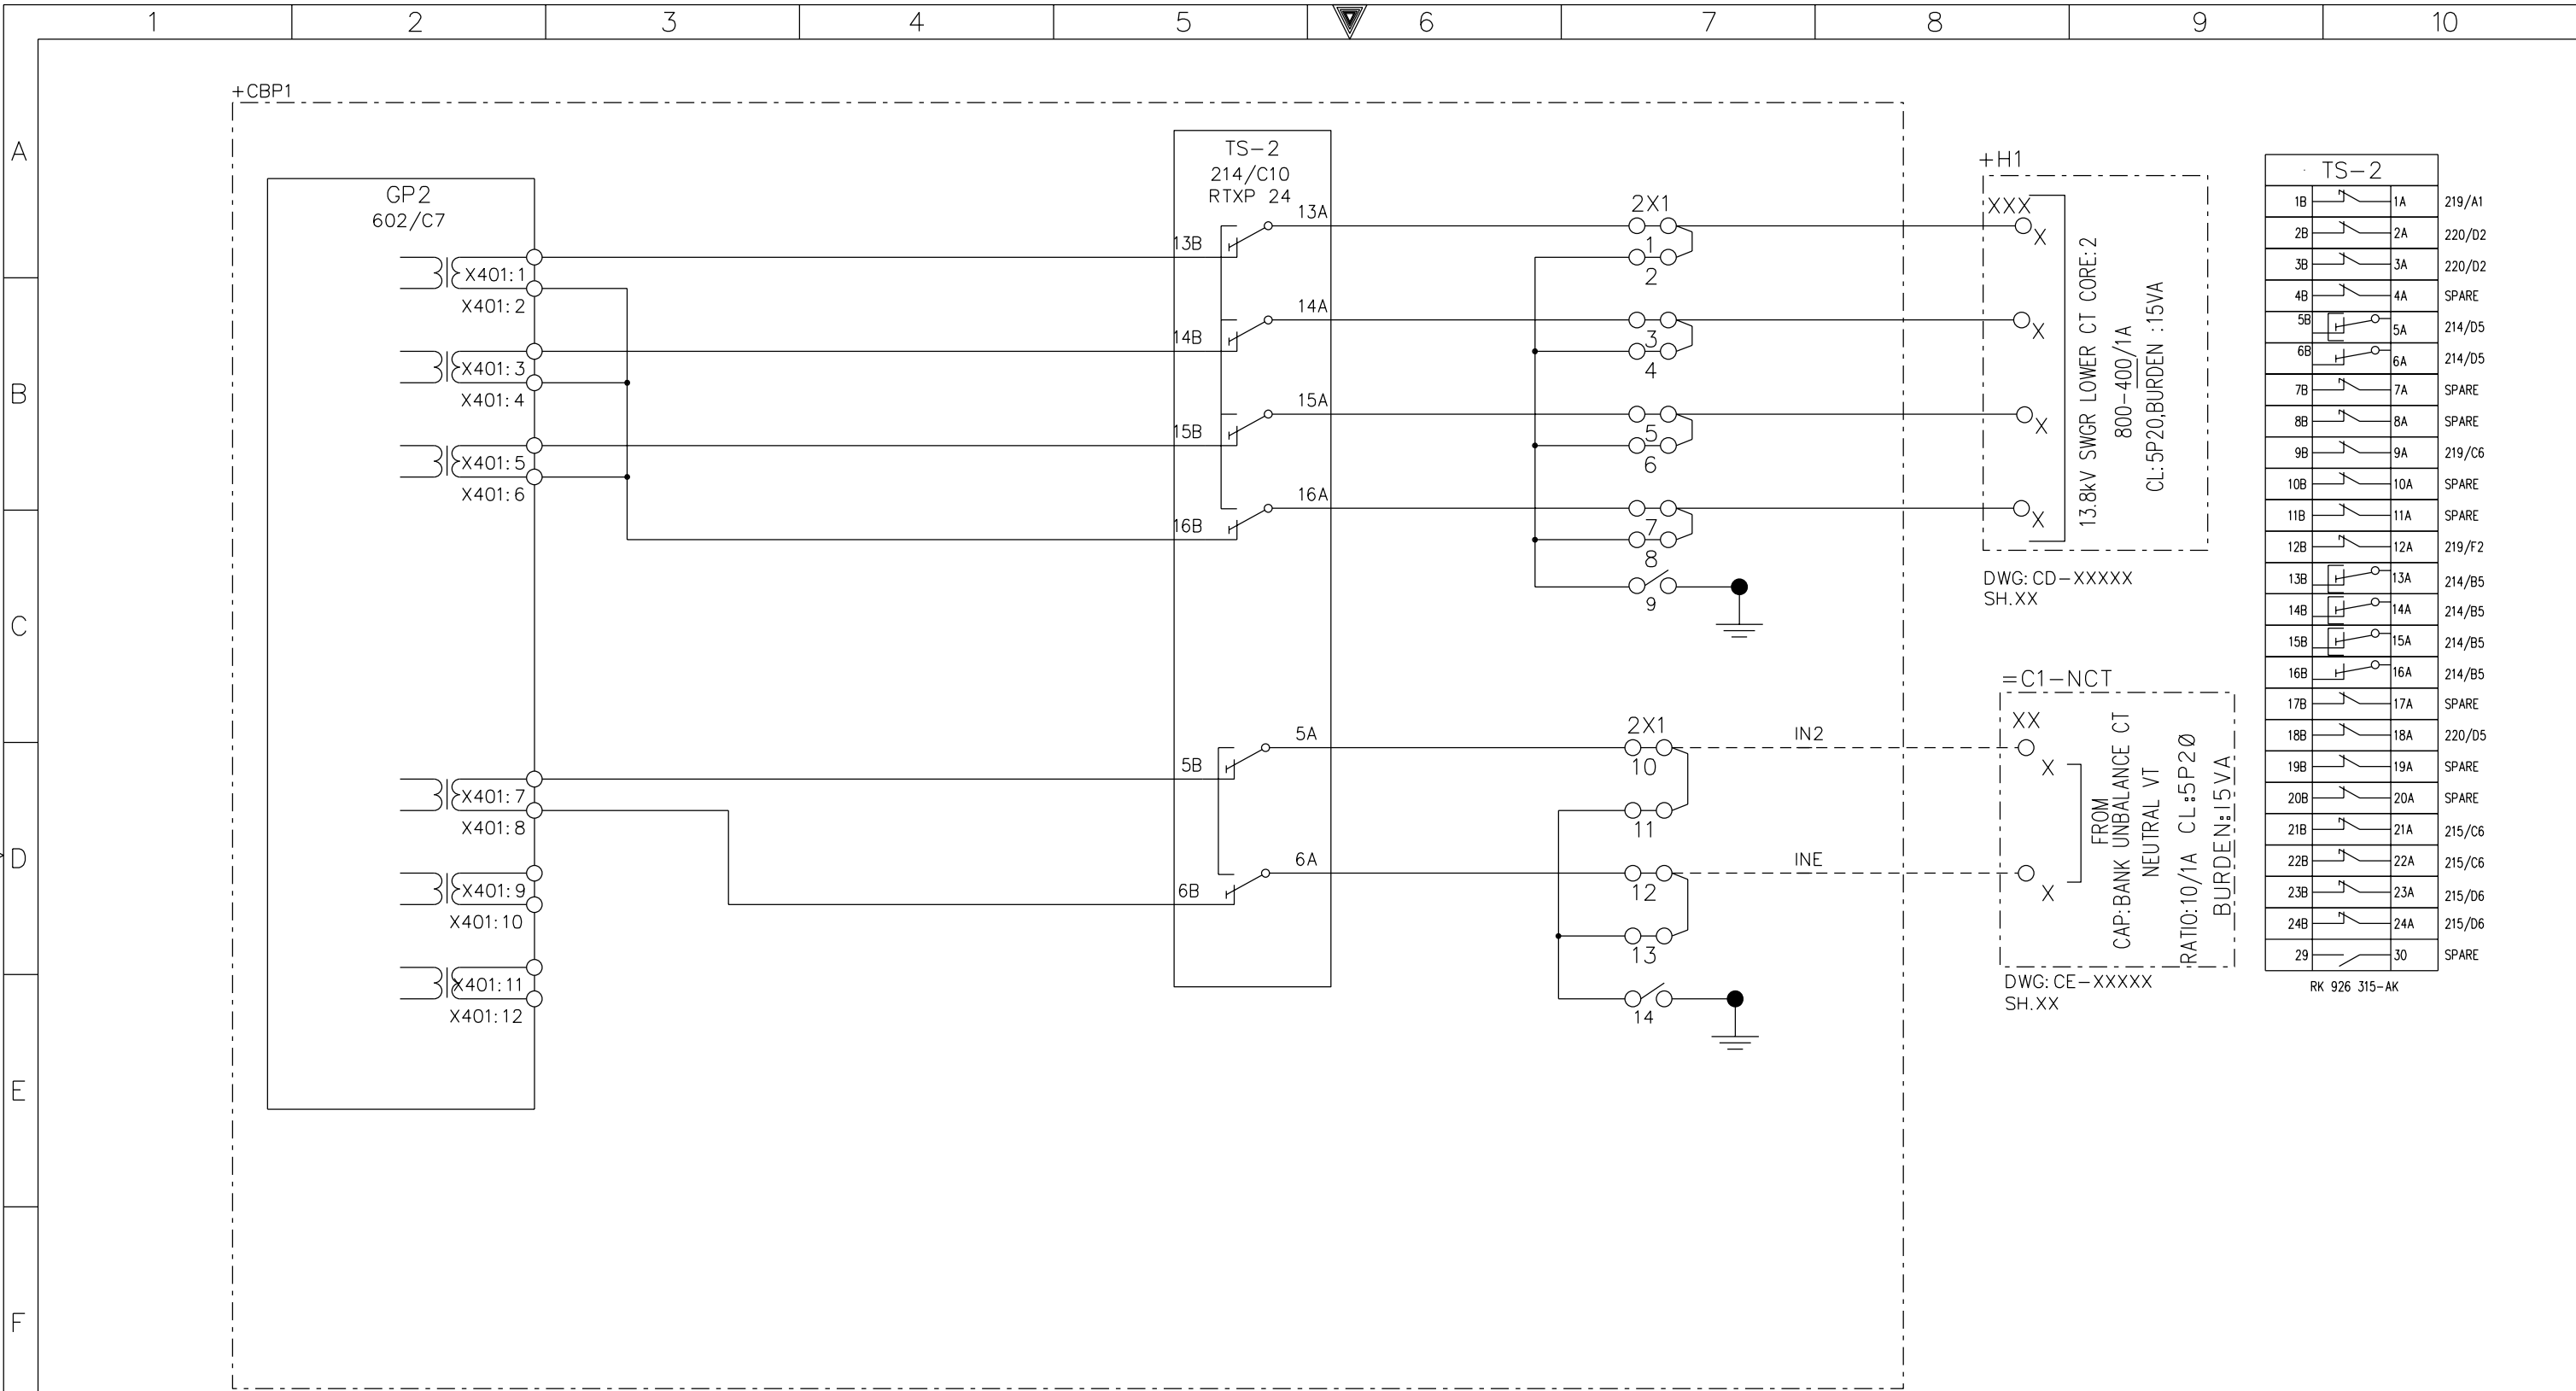 1 2 3 4 5 6 7 8 9 10
A
B
C
D
E
F
+CBP1
GP2
602/C7
X401:1
X401:2
X401:3
X401:4
X401:5
X401:6
X401:7
X401:8
X401:9
X401:10
X401:11
X401:12
TS-2
214/C10
RTXP 24
13A
13B
14A
14B
15A
15B
16A
16B
5A
5B
6A
6B
2X1
1
2
3
4
5
6
7
8
9
2X1
10
11
12
13
14
IN2
INE
+H1
XXX
X
X
X
X
13.8kV SWGR LOWER CT CORE:2
800-400/1A
CL:5P20,BURDEN :15VA
DWG:CD-XXXXX
SH.XX
=C1-NCT
XX
X
X
FROM
CAP:BANK UNBALANCE CT
NEUTRAL VT
RATIO:10/1A CL:5P20
BURDEN:15VA
DWG:CE-XXXXX
SH.XX
TS-2
1B 1A 219/A1
2B 2A 220/D2
3B 3A 220/D2
4B 4A SPARE
5B 5A 214/D5
6B 6A 214/D5
7B 7A SPARE
8B 8A SPARE
9B 9A 219/C6
10B 10A SPARE
11B 11A SPARE
12B 12A 219/F2
13B 13A 214/B5
14B 14A 214/B5
15B 15A 214/B5
16B 16A 214/B5
17B 17A SPARE
18B 18A 220/D5
19B 19A SPARE
20B 20A SPARE
21B 21A 215/C6
22B 22A 215/C6
23B 23A 215/D6
24B 24A 215/D6
29 30 SPARE
RK 926 315-AK